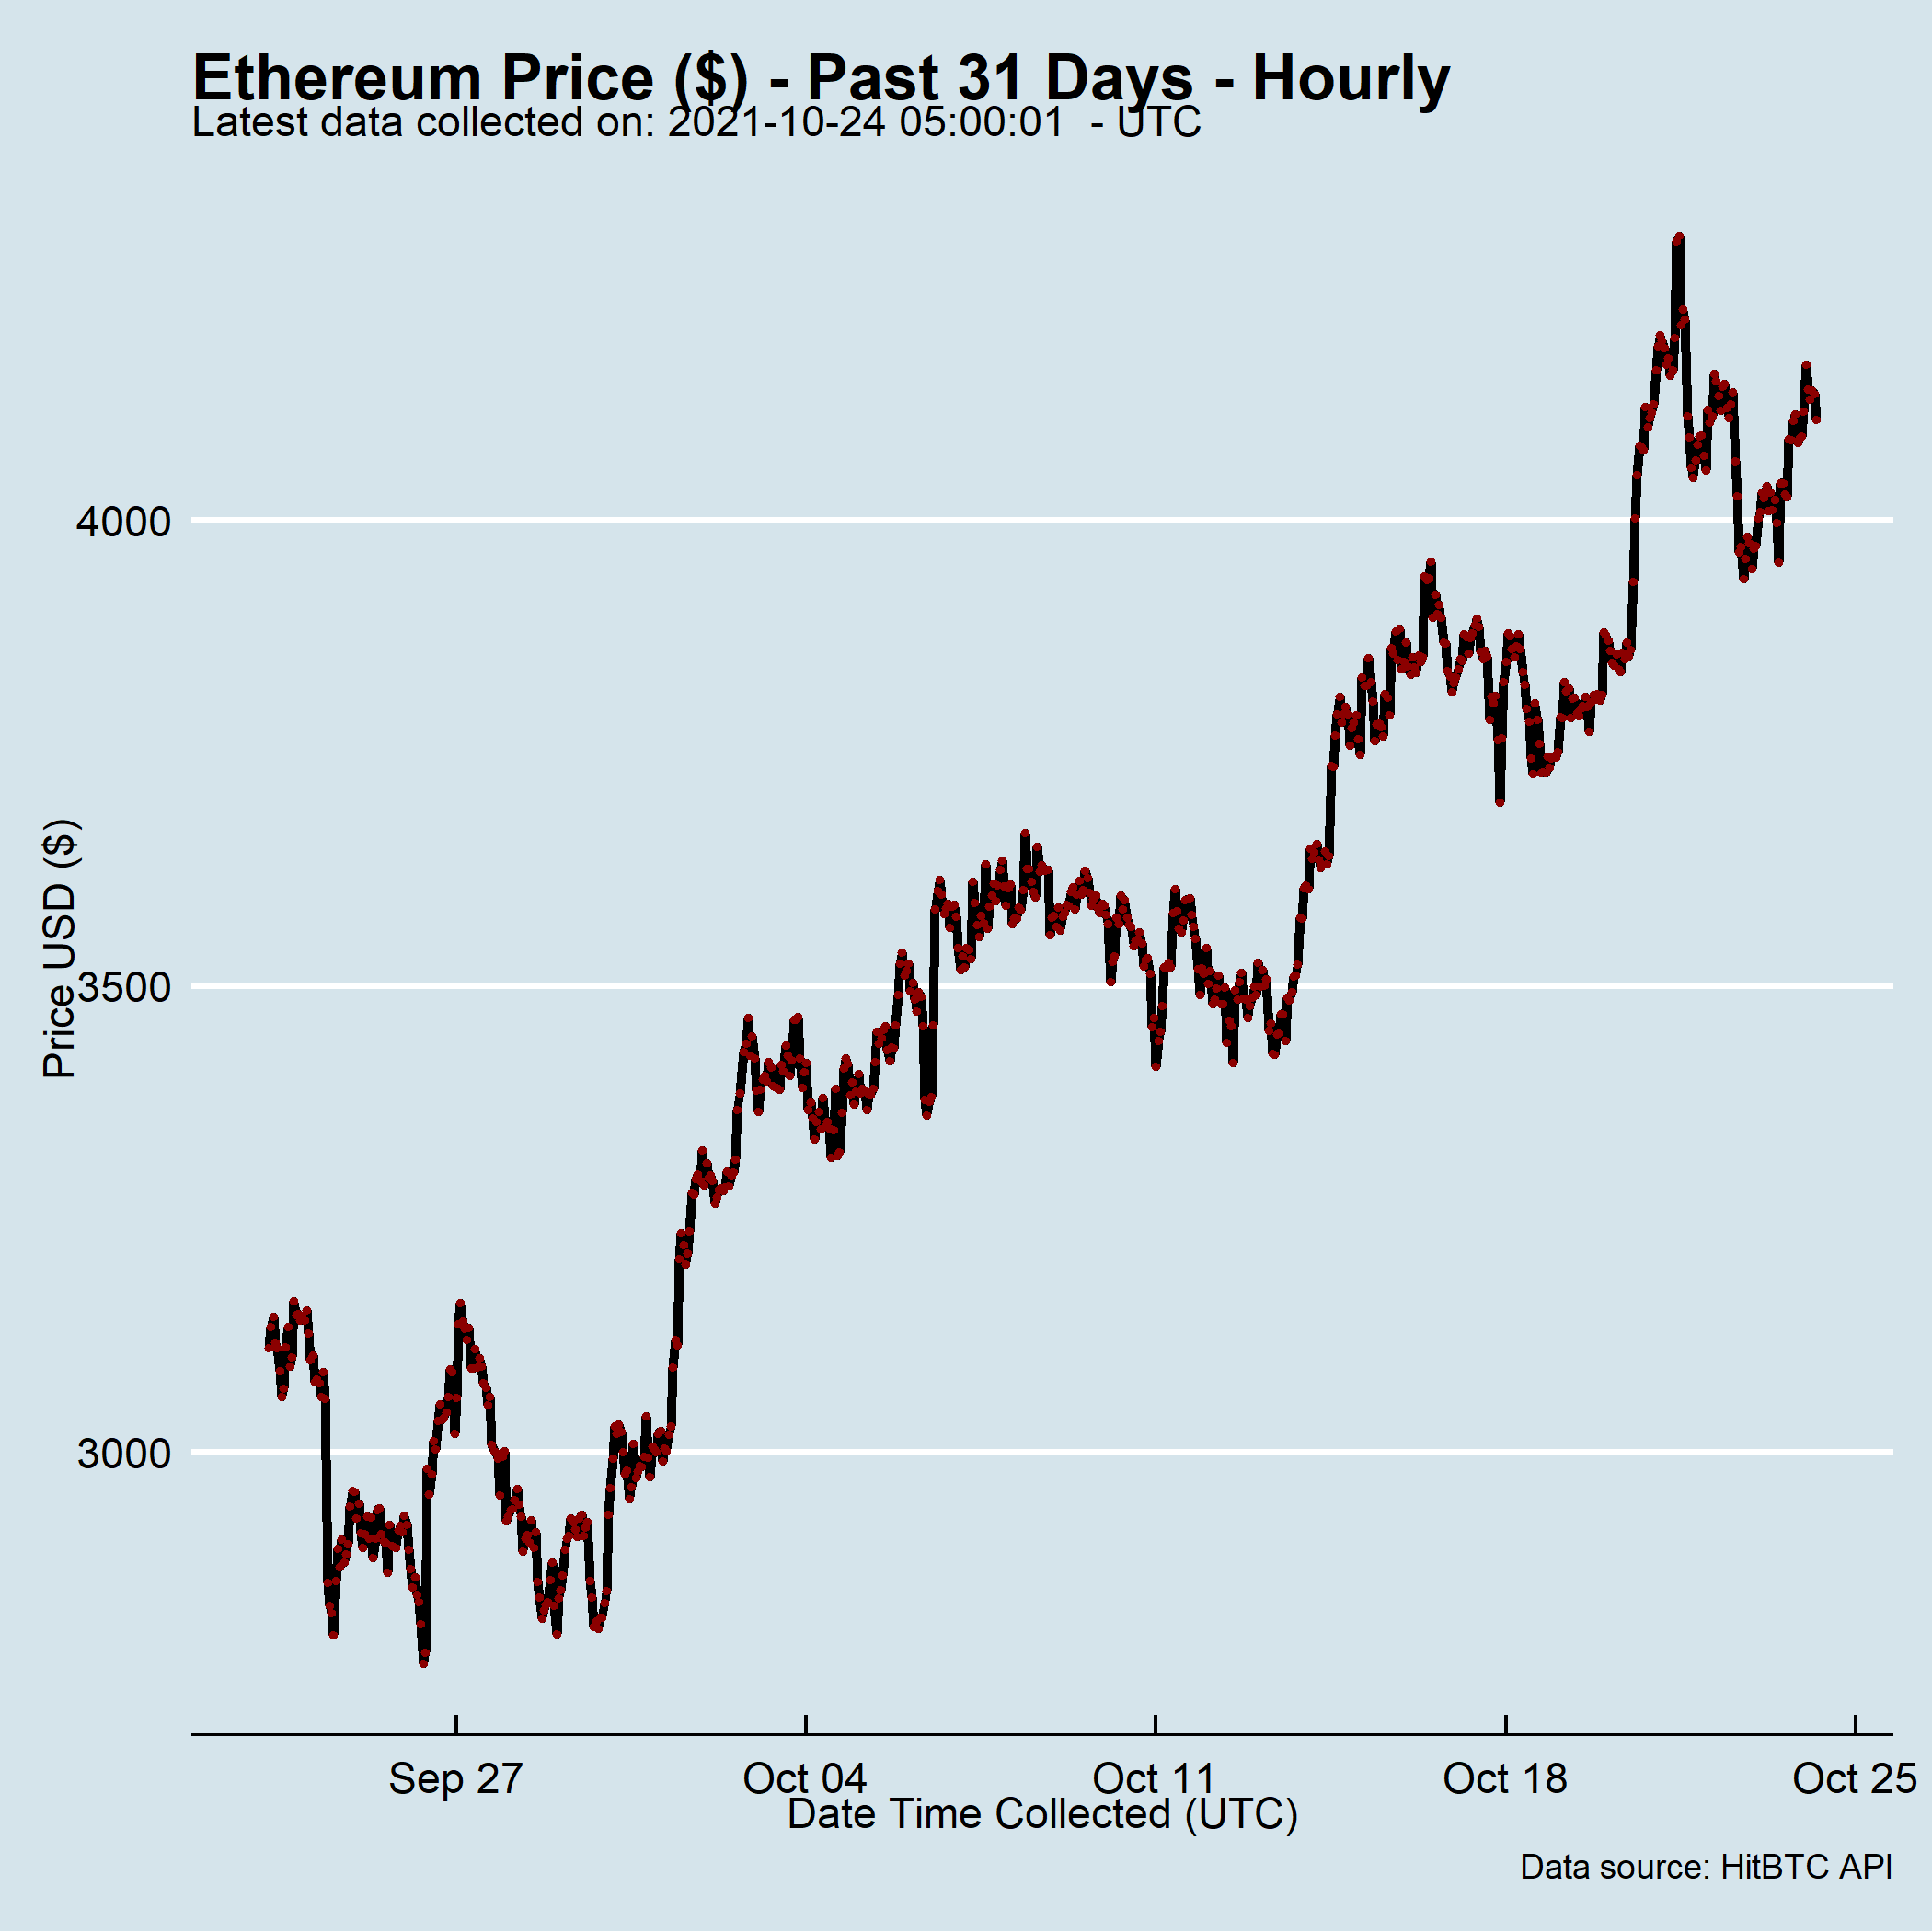 Ethereum Price ($) - Past 31 Days - Hourly
Latest data collected on: 2021-10-24 05:00:01  - UTC
4000
3500
3000
Price USD ($)
Sep 27
Oct 04
Oct 11
Oct 18
Oct 25
Date Time Collected (UTC)
Data source: HitBTC API